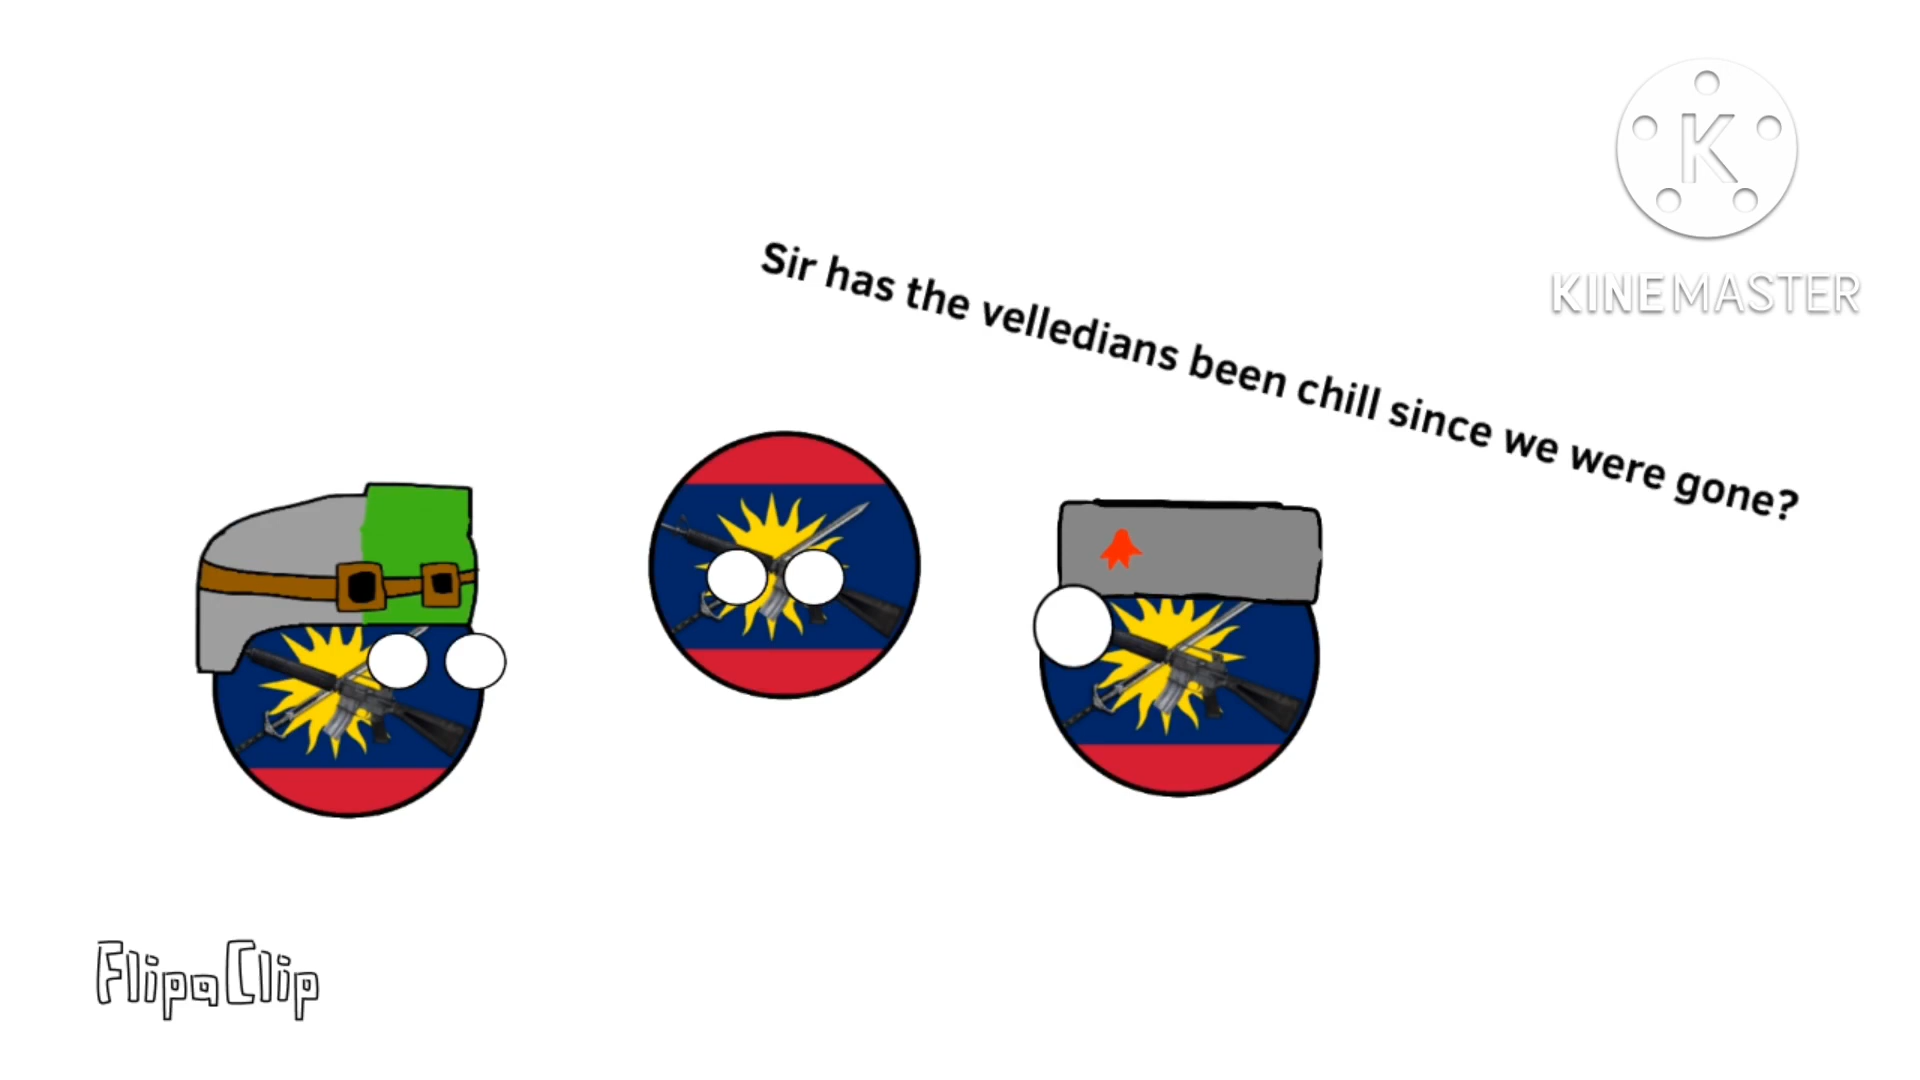 K
KINEMASTER
Sir has the velledians been chill since we were gone?
FlipaClip